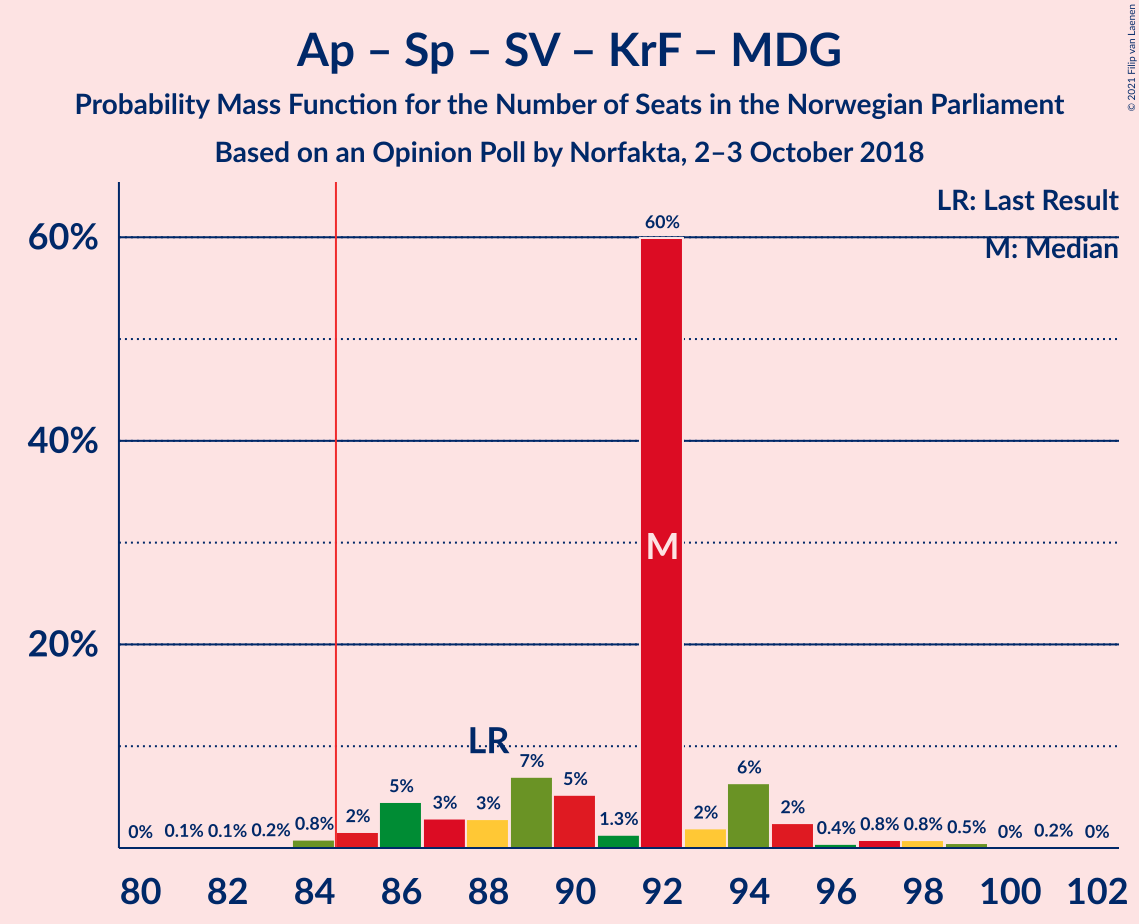 Ap – Sp – SV – KrF – MDG
Probability Mass Function for the Number of Seats in the Norwegian Parliament
Based on an Opinion Poll by Norfakta, 2–3 October 2018
© 2021 Filip van Laenen
LR: Last Result
M: Median
60%
40%
20%
0% 0.1% 0.1% 0.2% 0.8% 2% 5% 3% 3% 7% 5% 1.3% 60% 2% 6% 2% 0.4% 0.8% 0.8% 0.5% 0% 0.2% 0%
LR
M
80 82 84 86 88 90 92 94 96 98 100 102